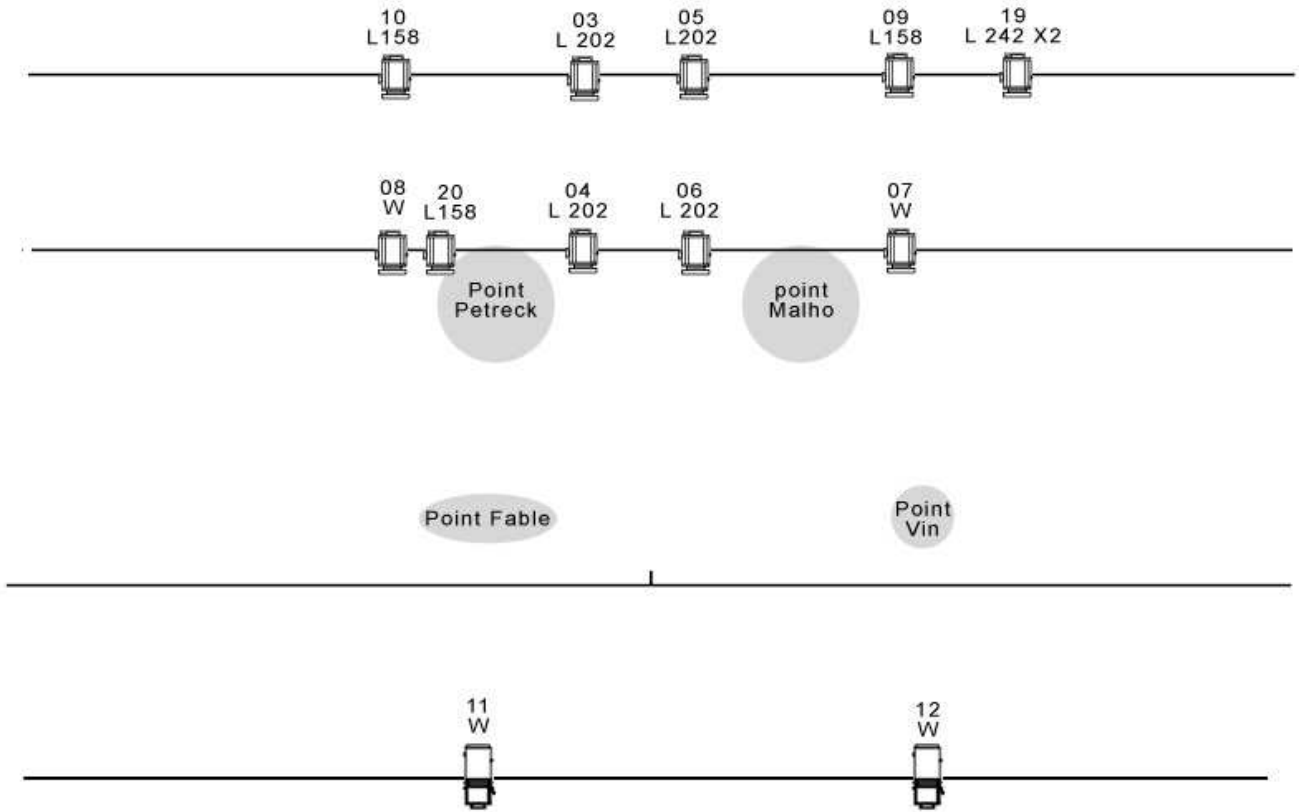 10
L158
03
L 202
05
L202
09
L158
19
L 242 X2
08
W
20
L158
04
L 202
06
L 202
07
W
Point
Petreck
point
Malho
Point Fable
Point
Vin
11
W
12
W